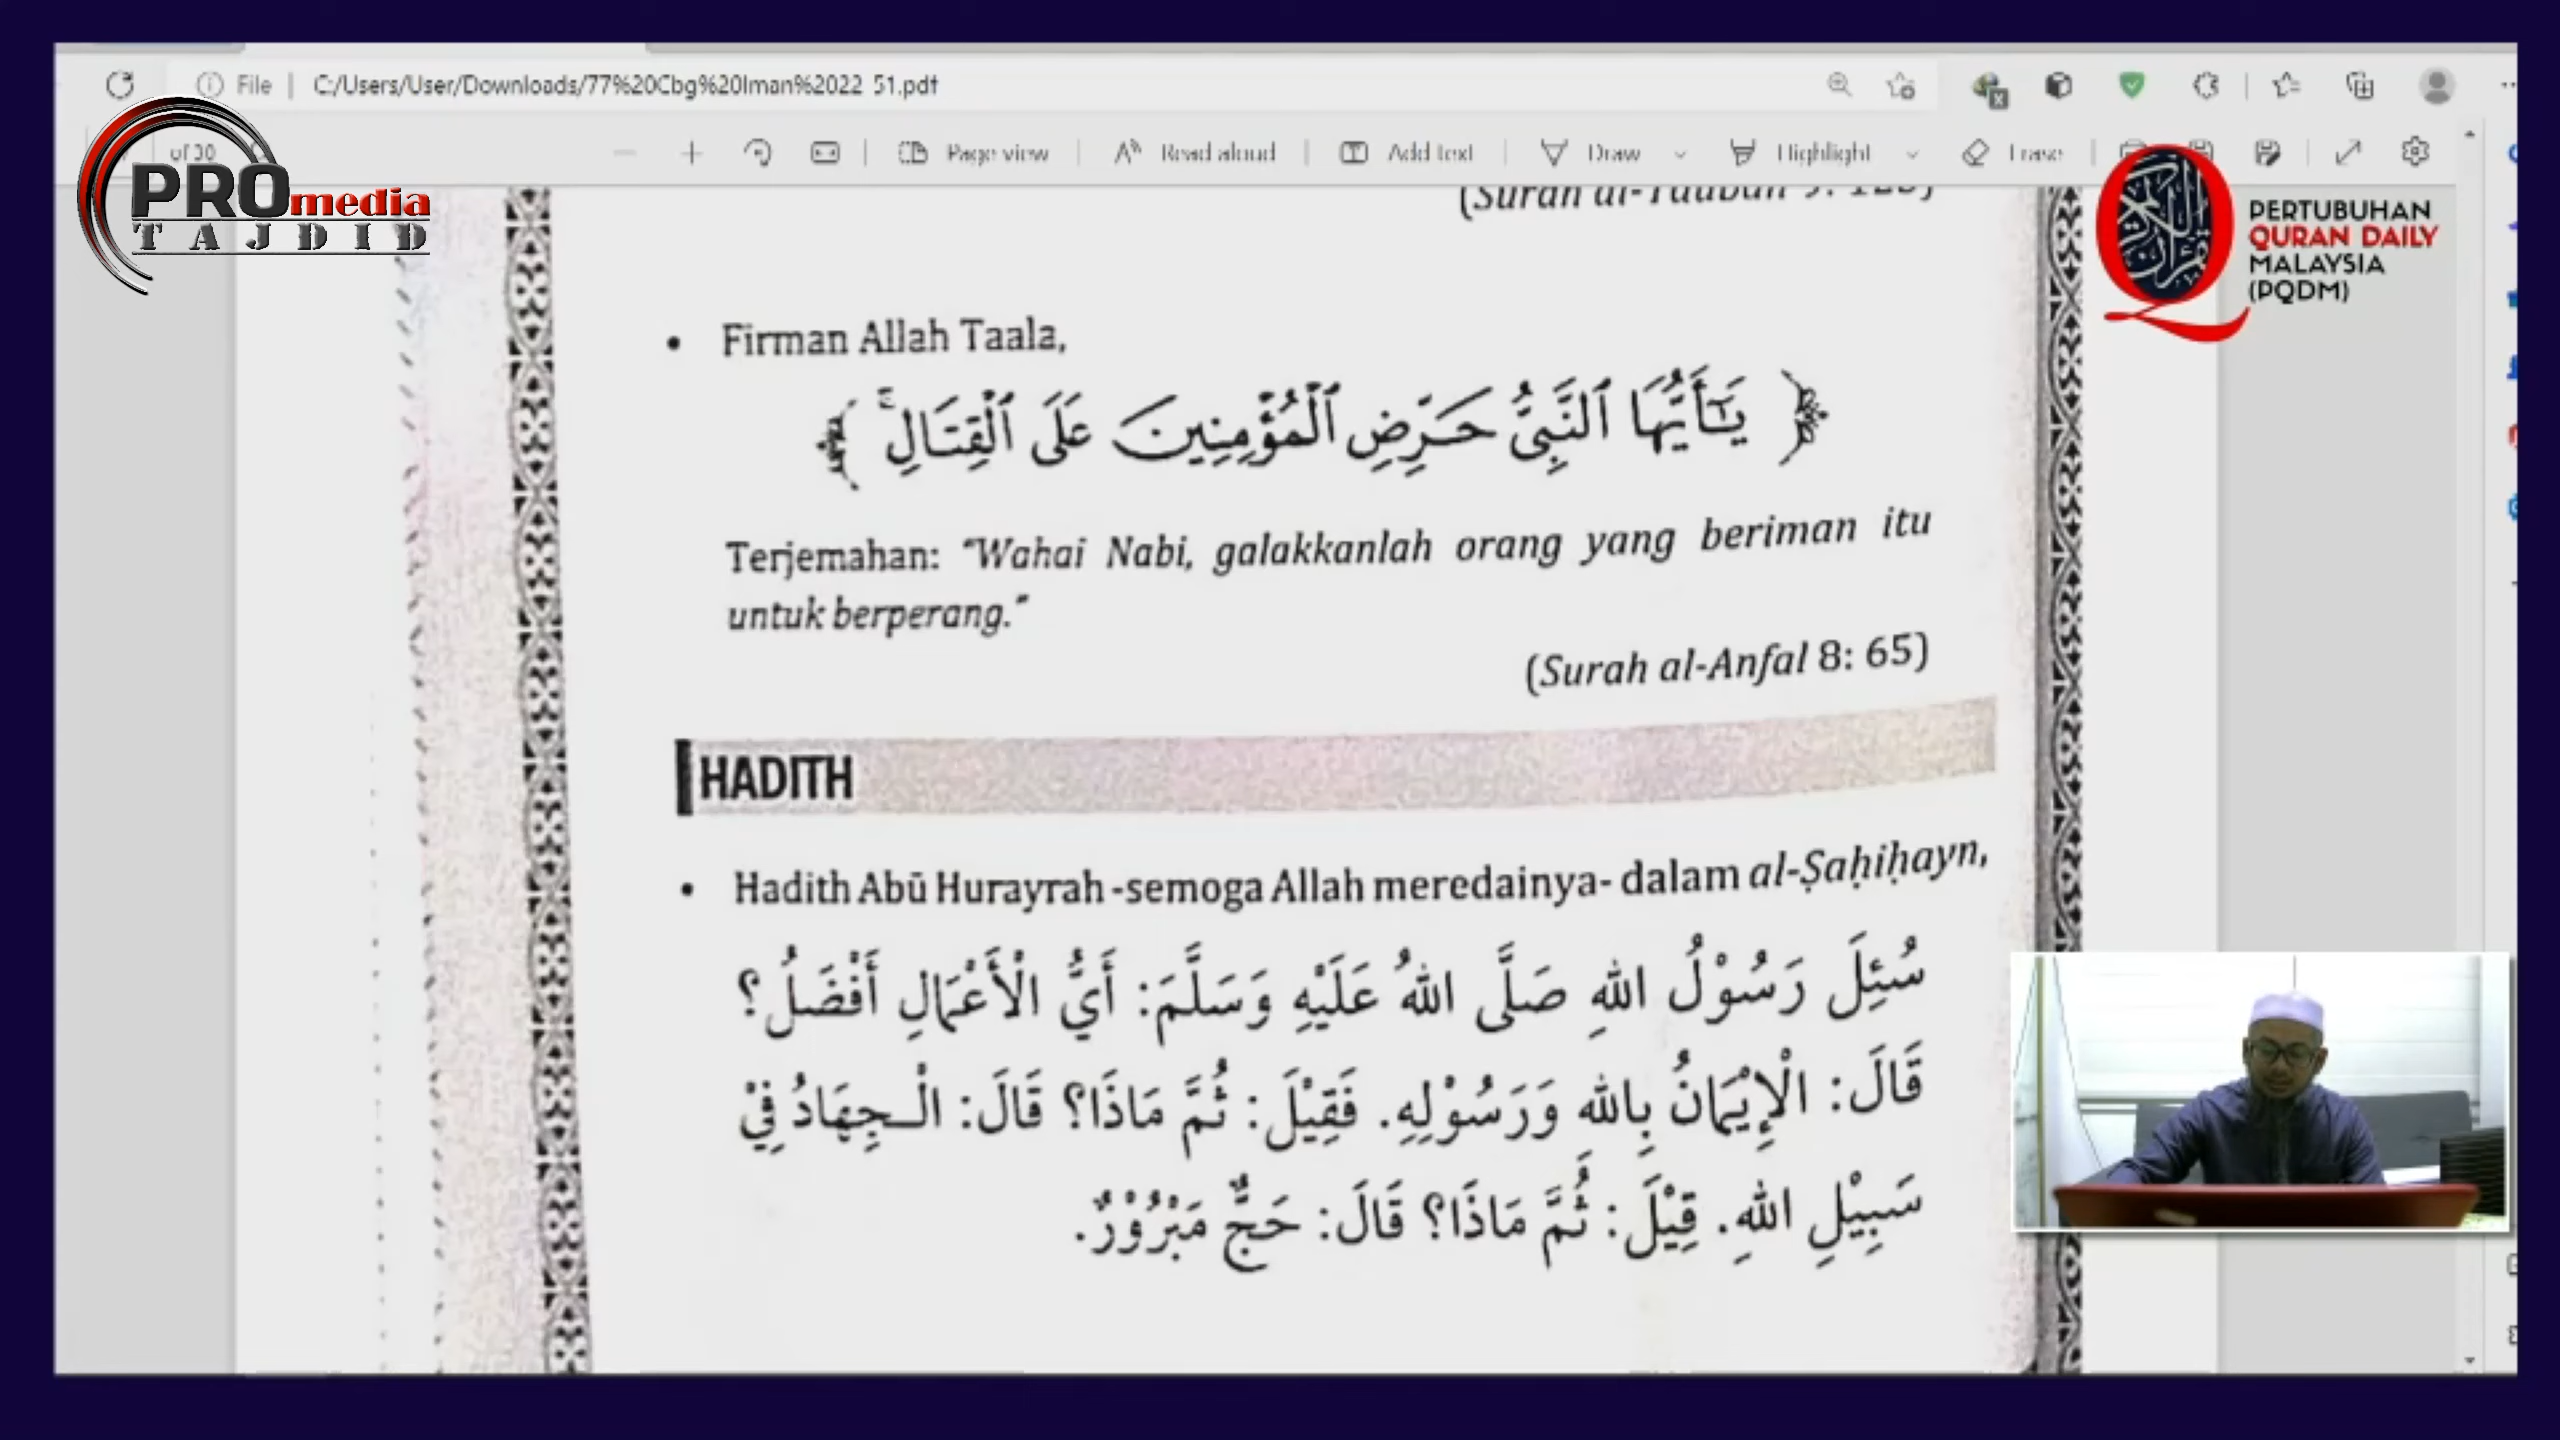 File | C:/Users/User/Downloads/77%20Cbg%20Iman%2022 51.pdf
of 30
Page view
Read aloud
Add text
Draw
Highlight
Erase
PROmedia
TAJDID
PERTUBUHAN
QURAN DAILY
MALAYSIA
(PQDM)
• Firman Allah Taala,
﴿ يَـٰٓأَيُّهَا ٱلنَّبِىُّ حَرِّضِ ٱلْمُؤْمِنِينَ عَلَى ٱلْقِتَالِ ۚ ﴾
Terjemahan: "Wahai Nabi, galakkanlah orang yang beriman itu
untuk berperang."
(Surah al-Anfal 8: 65)
HADITH
• Hadith Abū Hurayrah -semoga Allah meredainya- dalam al-Ṣaḥiḥayn,
سُئِلَ رَسُوْلُ اللهِ صَلَّى اللهُ عَلَيْهِ وَسَلَّمَ: أَيُّ الْأَعْمَالِ أَفْضَلُ؟
قَالَ: الْإِيْمَانُ بِاللهِ وَرَسُوْلِهِ. فَقِيْلَ: ثُمَّ مَاذَا؟ قَالَ: الْـجِهَادُ فِيْ
سَبِيْلِ اللهِ. قِيْلَ: ثُمَّ مَاذَا؟ قَالَ: حَجٌّ مَبْرُوْرٌ.